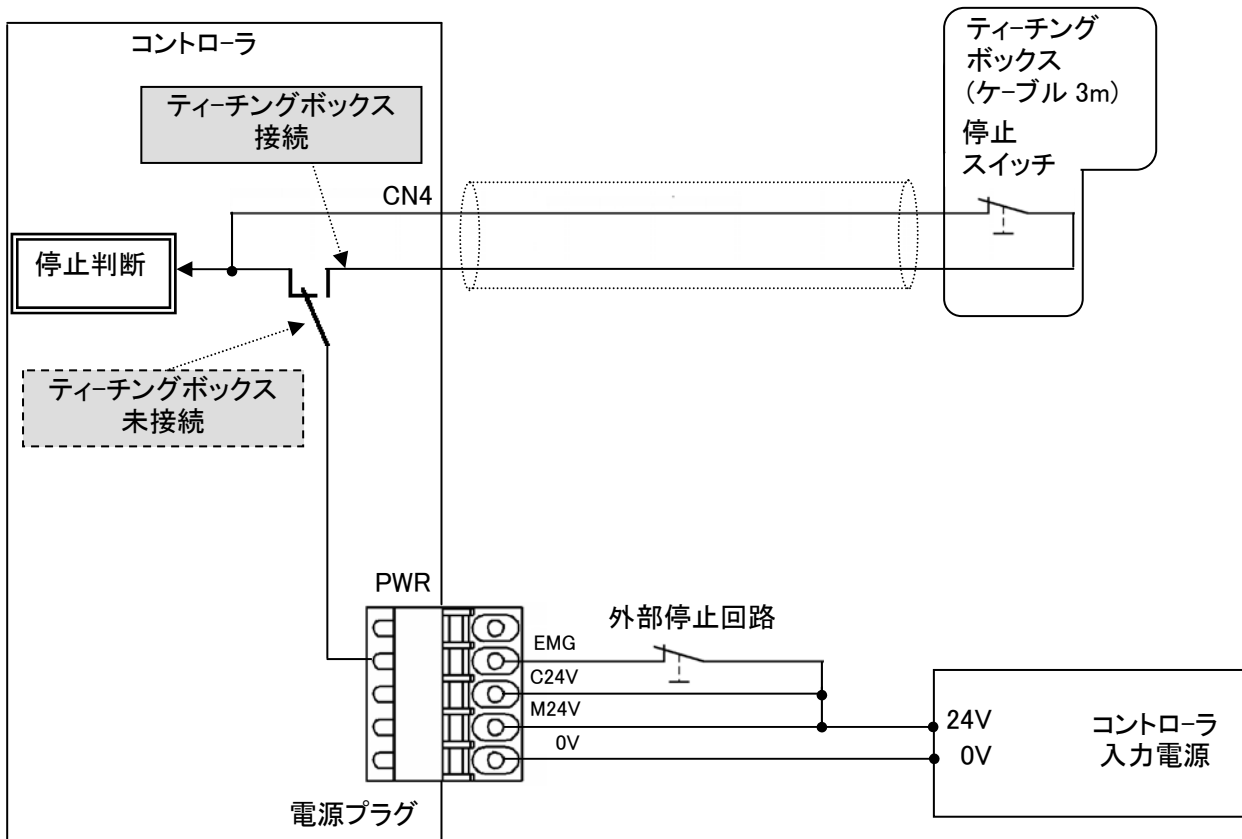 コントローラ
ティーチングボックス
接続
ティーチング
ボックス
(ケーブル 3m)
停止
スイッチ
CN4
停止判断
ティーチングボックス
未接続
PWR
外部停止回路
EMG
C24V
M24V
0V
24V
0V
コントローラ
入力電源
電源プラグ